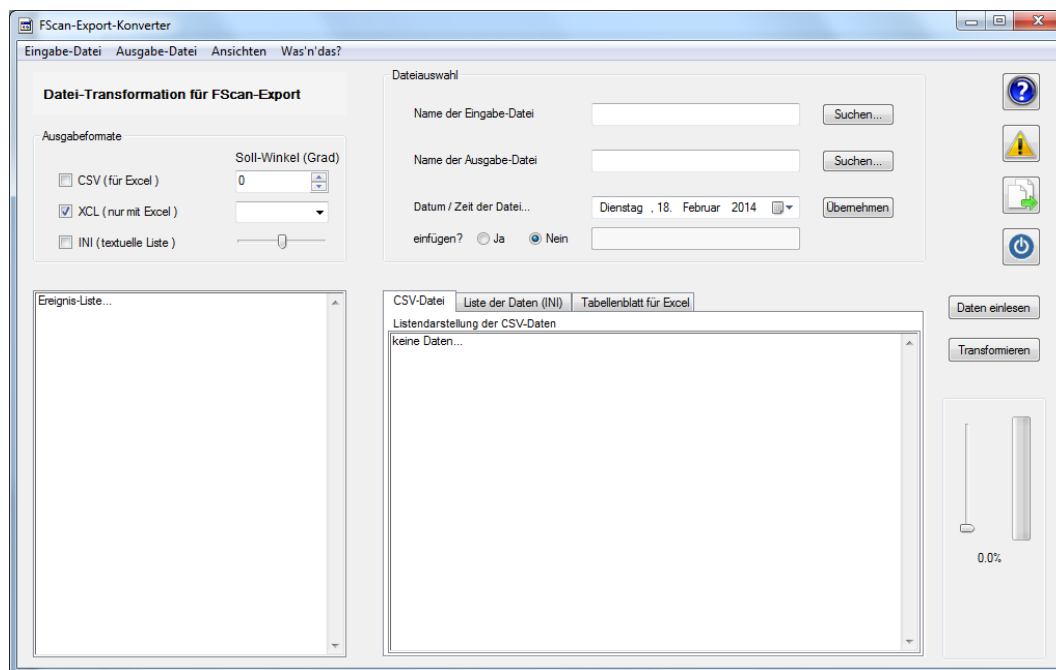 FScan-Export-Konverter
Eingabe-Datei Ausgabe-Datei Ansichten Was'n'das?
Datei-Transformation für FScan-Export
Ausgabeformate
Soll-Winkel (Grad)
CSV ( für Excel )
0
XCL ( nur mit Excel )
INI ( textuelle Liste )
Dateiauswahl
Name der Eingabe-Datei
Suchen...
Name der Ausgabe-Datei
Suchen...
Datum / Zeit der Datei...
Dienstag , 18. Februar 2014
Übernehmen
einfügen? Ja Nein
Ereignis-Liste...
CSV-Datei Liste der Daten (INI) Tabellenblatt für Excel
Listendarstellung der CSV-Daten
keine Daten...
Daten einlesen
Transformieren
0.0%